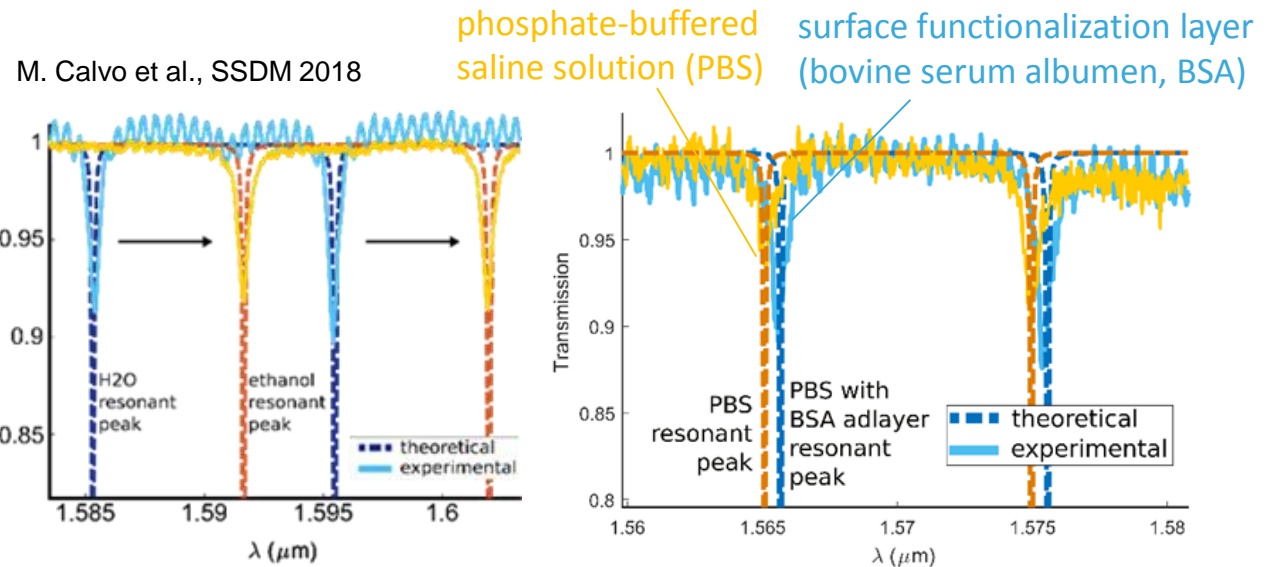 phosphate-buffered
saline solution (PBS)
surface functionalization layer
(bovine serum albumen, BSA)
M. Calvo et al., SSDM 2018
1
0.95
0.9
0.85
H2O
resonant
peak
ethanol
resonant
peak
theoretical
experimental
1.585
1.59
1.595
1.6
λ (μm)
Transmission
1
0.95
0.9
0.85
0.8
PBS
resonant
peak
PBS with
BSA adlayer
resonant
peak
theoretical
experimental
1.56
1.565
1.57
1.575
1.58
λ (μm)